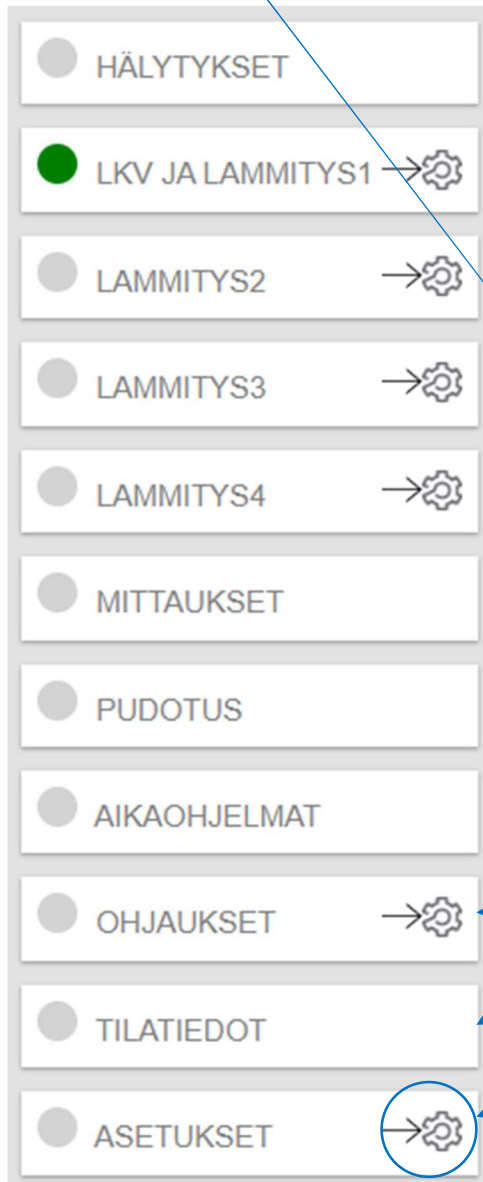 HÄLYTYKSET
LKV JA LAMMITYS1
LAMMITYS2
LAMMITYS3
LAMMITYS4
MITTAUKSET
PUDOTUS
AIKAOHJELMAT
OHJAUKSET
TILATIEDOT
ASETUKSET